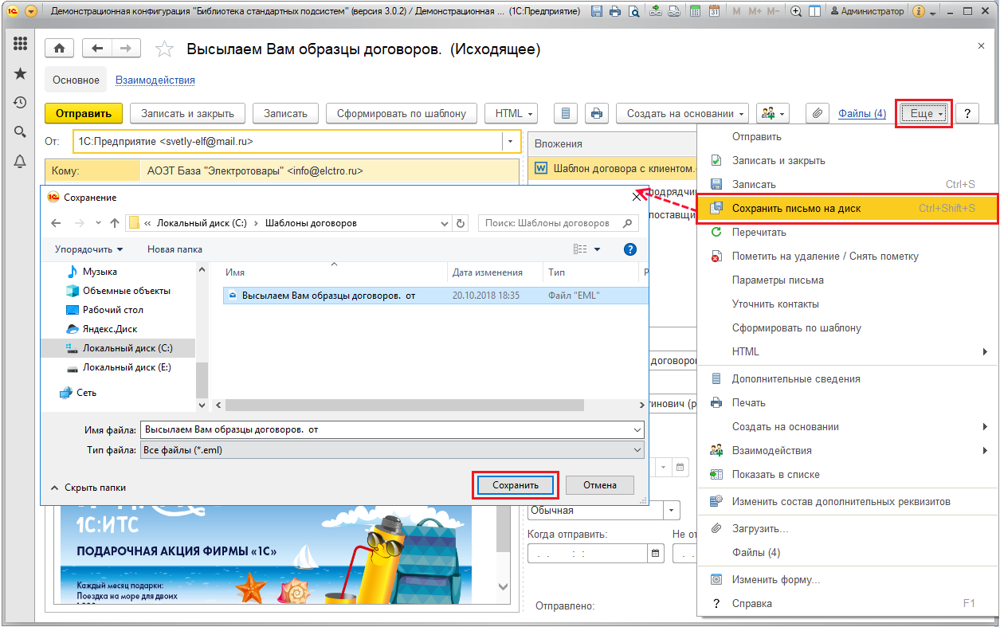 Демонстрационная конфигурация "Библиотека стандартных подсистем" (версия 3.0.2) / Демонстрационная ... (1С:Предприятие)
M M+ M-
Администратор
Высылаем Вам образцы договоров. (Исходящее)
Основное Взаимодействия
Отправить Записать и закрыть Записать Сформировать по шаблону HTML Создать на основании Файлы (4) Еще ?
От: 1С:Предприятие <svetly-elf@mail.ru>
Кому: АОЗТ База "Электротовары" <info@elctro.ru>
Вложения
Шаблон договора с клиентом.
подрядчи
поставщи
договоров
Сохранение
« Локальный диск (C:) › Шаблоны договоров
Поиск: Шаблоны договоров
Упорядочить Новая папка
Музыка
Объемные объекты
Рабочий стол
Яндекс.Диск
Локальный диск (C:)
Локальный диск (E:)
Сеть
Имя Дата изменения Тип Р
Высылаем Вам образцы договоров. от 20.10.2018 18:35 Файл "EML"
Имя файла: Высылаем Вам образцы договоров. от
Тип файла: Все файлы (*.eml)
Скрыть папки
Сохранить Отмена
тинович (р
Обычная
Когда отправить: Не от
. . : :
Отправлено:
1С:ИТС
ПОДАРОЧНАЯ АКЦИЯ ФИРМЫ «1С»
Каждый месяц подарки:
Поездка на море для двоих
Отправить
Записать и закрыть
Записать Ctrl+S
Сохранить письмо на диск Ctrl+Shift+S
Перечитать
Пометить на удаление / Снять пометку
Параметры письма
Уточнить контакты
Сформировать по шаблону
HTML
Дополнительные сведения
Печать
Создать на основании
Взаимодействия
Показать в списке
Изменить состав дополнительных реквизитов
Загрузить...
Файлы (4)
Изменить форму...
Справка F1